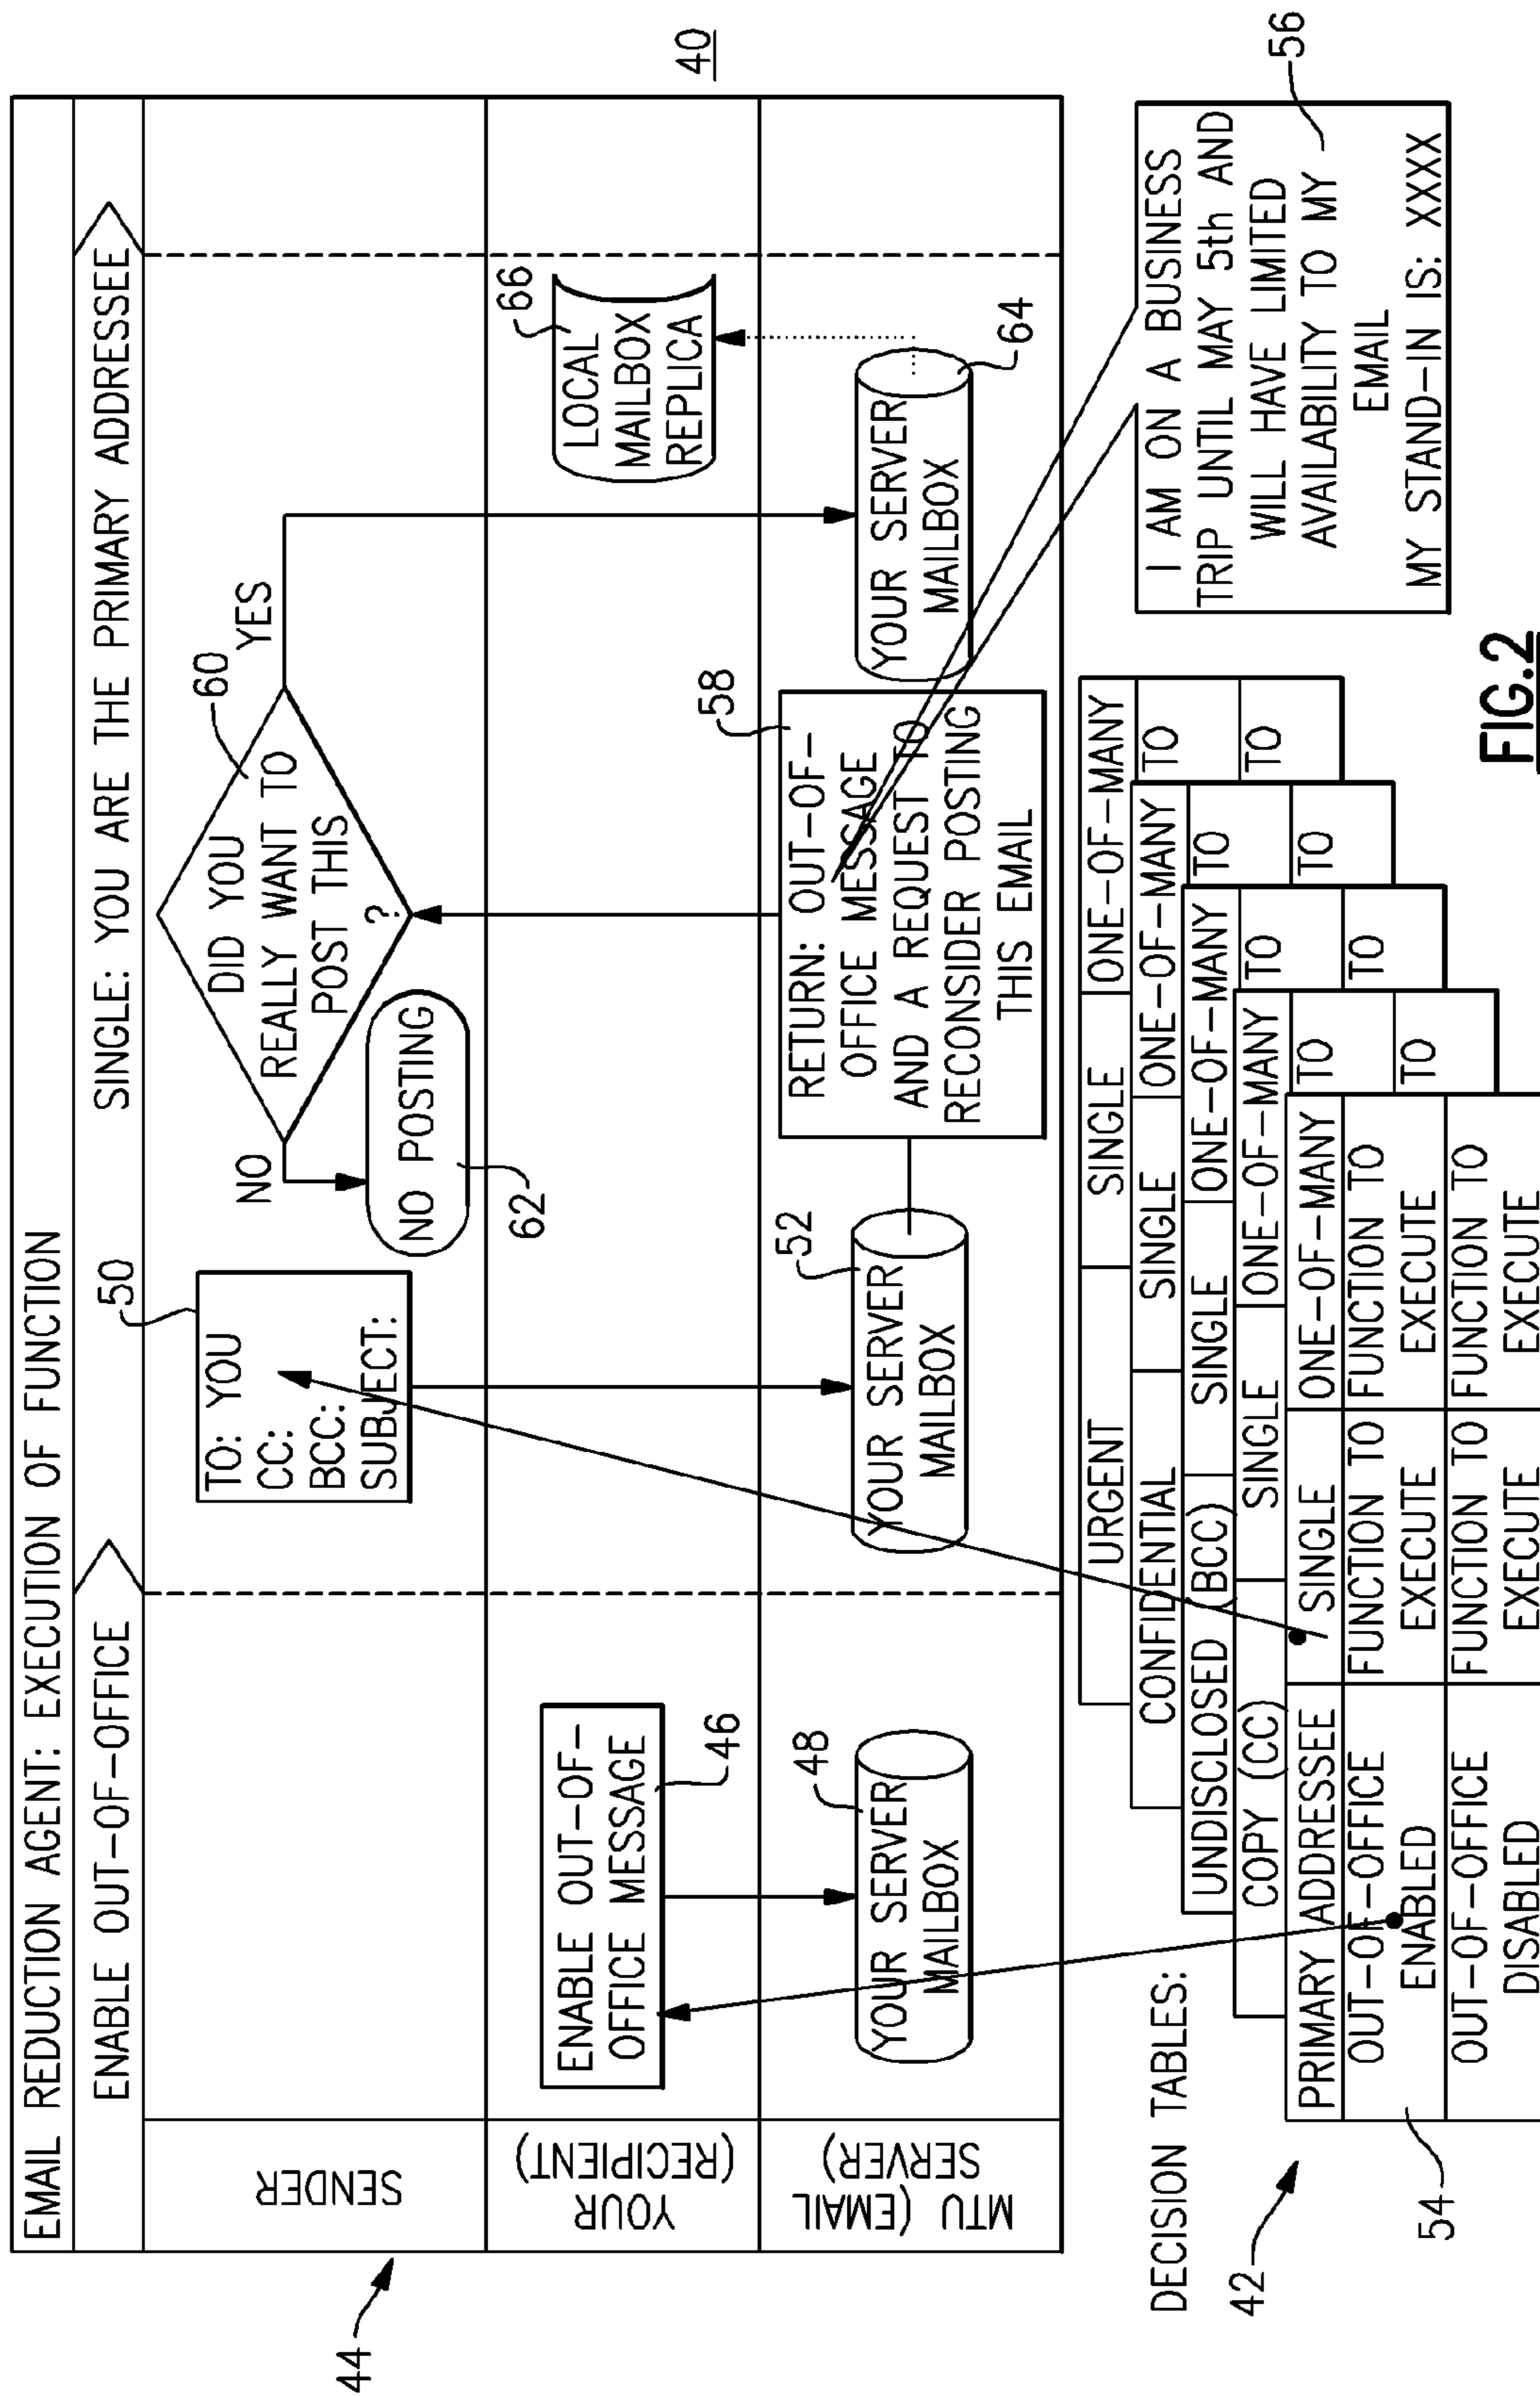 EMAIL REDUCTION AGENT: EXECUTION OF FUNCTION
ENABLE OUT-OF-OFFICE
SINGLE: YOU ARE THE PRIMARY ADDRESSEE
44
SENDER
YOUR
(RECIPIENT)
MTU (EMAIL
SERVER)
40
ENABLE OUT-OF-
OFFICE MESSAGE
46
YOUR SERVER
MAILBOX
48
50
TO: YOU
CC:
BCC:
SUBJECT:
52
YOUR SERVER
MAILBOX
NO
NO POSTING
62
DID YOU
REALLY WANT TO
POST THIS
?
60
YES
58
RETURN: OUT-OF-
OFFICE MESSAGE
AND A REQUEST TO
RECONSIDER POSTING
THIS EMAIL
66
LOCAL
MAILBOX
REPLICA
YOUR SERVER
MAILBOX
64
DECISION TABLES:
42
54
URGENT
SINGLE
ONE-OF-MANY
TO
TO
CONFIDENTIAL
SINGLE
ONE-OF-MANY
TO
TO
UNDISCLOSED (BCC)
SINGLE
ONE-OF-MANY
TO
TO
COPY (CC)
SINGLE
ONE-OF-MANY
TO
TO
PRIMARY ADDRESSEE
SINGLE
ONE-OF-MANY
OUT-OF-OFFICE
ENABLED
FUNCTION TO
EXECUTE
FUNCTION TO
EXECUTE
OUT-OF-OFFICE
DISABLED
FUNCTION TO
EXECUTE
FUNCTION TO
EXECUTE
I AM ON A BUSINESS
TRIP UNTIL MAY 5th AND
WILL HAVE LIMITED
AVAILABILITY TO MY
EMAIL
MY STAND-IN IS: XXXX
56
FIG.2